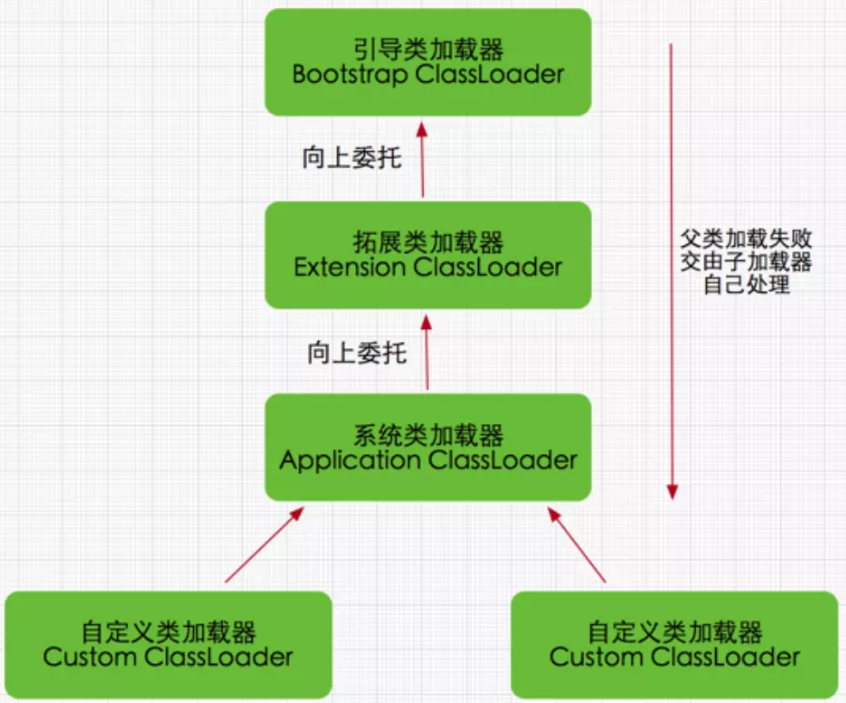 引导类加载器
Bootstrap ClassLoader
向上委托
拓展类加载器
Extension ClassLoader
父类加载失败
交由子加载器
自己处理
向上委托
系统类加载器
Application ClassLoader
自定义类加载器
Custom ClassLoader
自定义类加载器
Custom ClassLoader